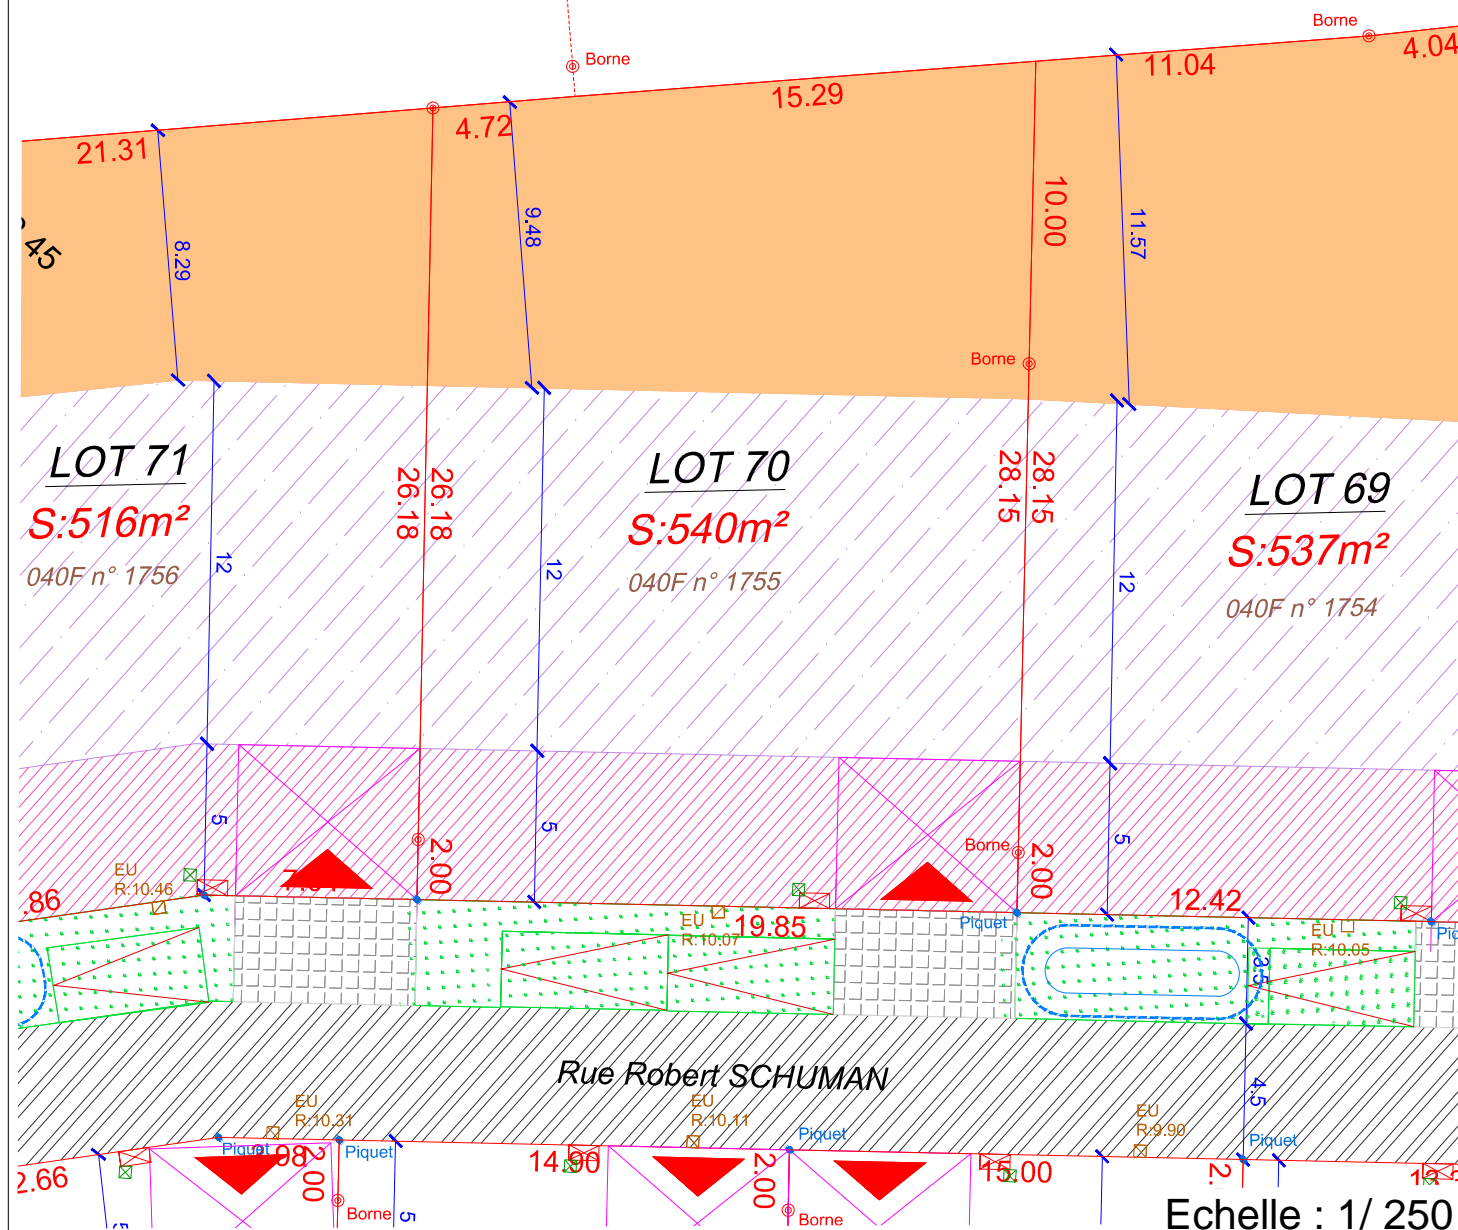 Borne
4.04
Borne
11.04
15.29
4.72
21.31
10.00
11.57
9.48
8.29
45
Borne
LOT 71
S:516m²
040F n° 1756
26.18
26.18
LOT 70
S:540m²
040F n° 1755
28.15
28.15
LOT 69
S:537m²
040F n° 1754
12
12
12
5
5
5
2.00
Borne
2.00
EU
R:10.46
.86
EU
R:10.07
19.85
Piquet
12.42
EU
R:10.05
3.5
Rue Robert SCHUMAN
4.5
EU
R:10.31
EU
R:10.11
EU
R:9.90
Piquet
Piquet
Piquet
Piquet
2.66
2.00
14.90
2.00
15.00
2.
Borne
5
Borne
5
Echelle : 1/ 250